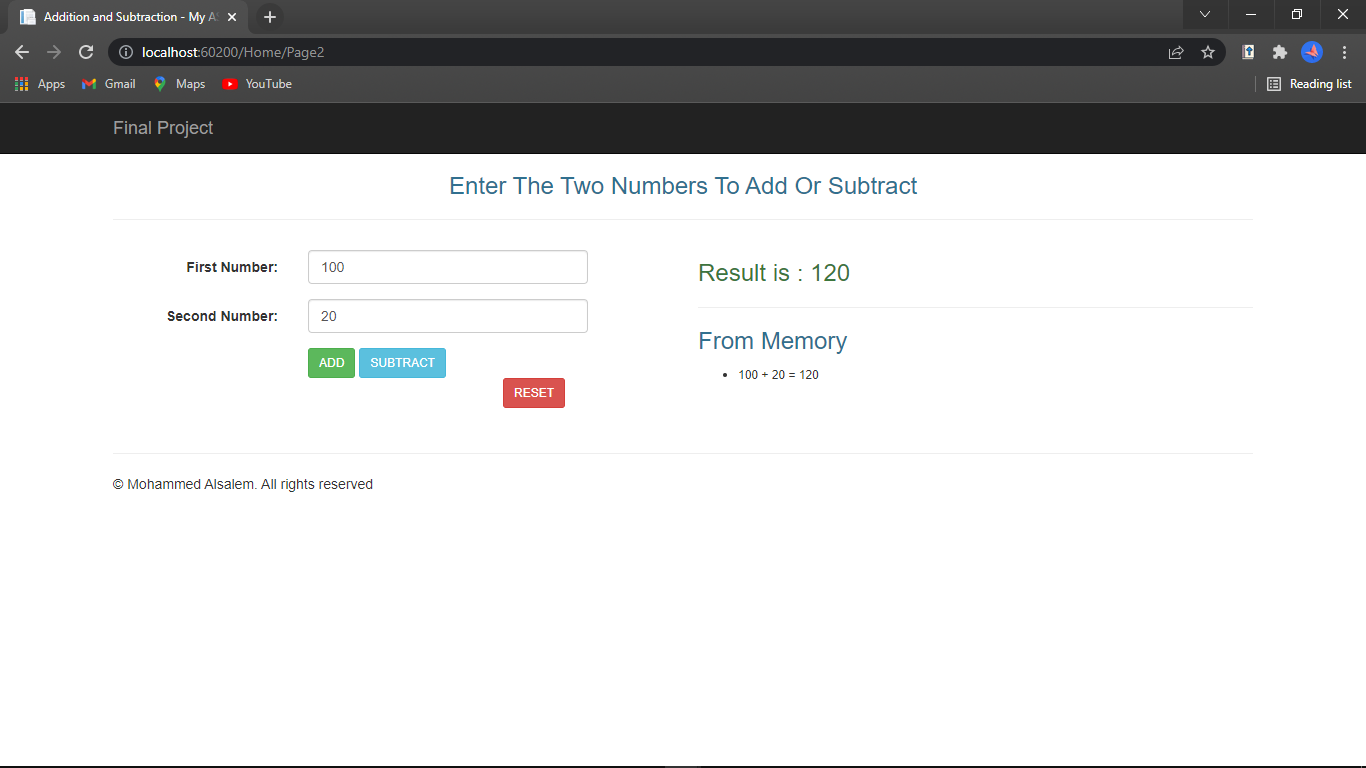 Addition and Subtraction - My A
localhost:60200/Home/Page2
Apps Gmail Maps YouTube Reading list
Final Project
Enter The Two Numbers To Add Or Subtract
First Number: 100
Second Number: 20
ADD SUBTRACT
RESET
Result is : 120
From Memory
• 100 + 20 = 120
© Mohammed Alsalem. All rights reserved